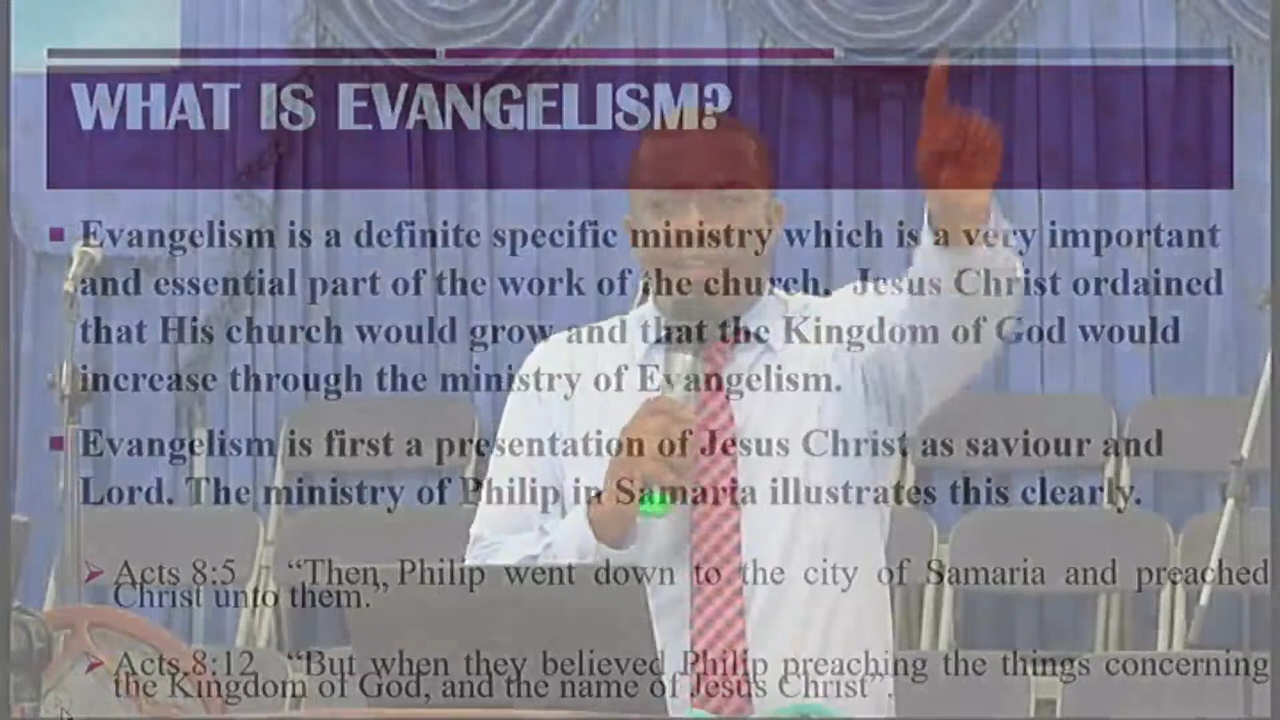 WHAT IS EVANGELISM?
Evangelism is a definite specific ministry which is a very important
and essential part of the work of the church. Jesus Christ ordained
that His church would grow and that the Kingdom of God would
increase through the ministry of Evangelism.
Evangelism is first a presentation of Jesus Christ as saviour and
Lord. The ministry of Philip in Samaria illustrates this clearly.
Acts 8:5 - “Then, Philip went down to the city of Samaria and preached
Christ unto them.”
Acts 8:12 “But when they believed Philip preaching the things concerning
the Kingdom of God, and the name of Jesus Christ”.